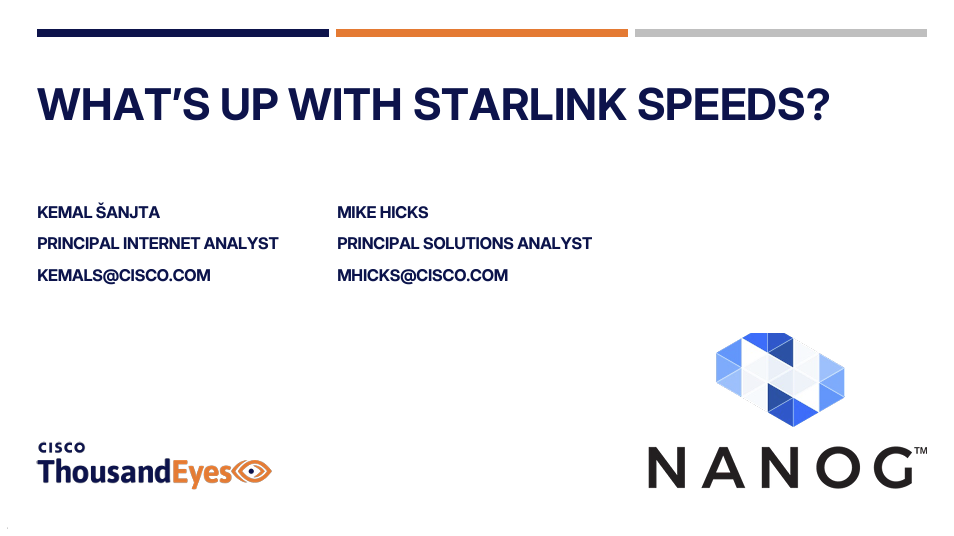 WHAT’S UP WITH STARLINK SPEEDS?
KEMAL ŠANJTA
PRINCIPAL INTERNET ANALYST
KEMALS@CISCO.COM
MIKE HICKS
PRINCIPAL SOLUTIONS ANALYST
MHICKS@CISCO.COM
CISCO
ThousandEyes
NANOG™